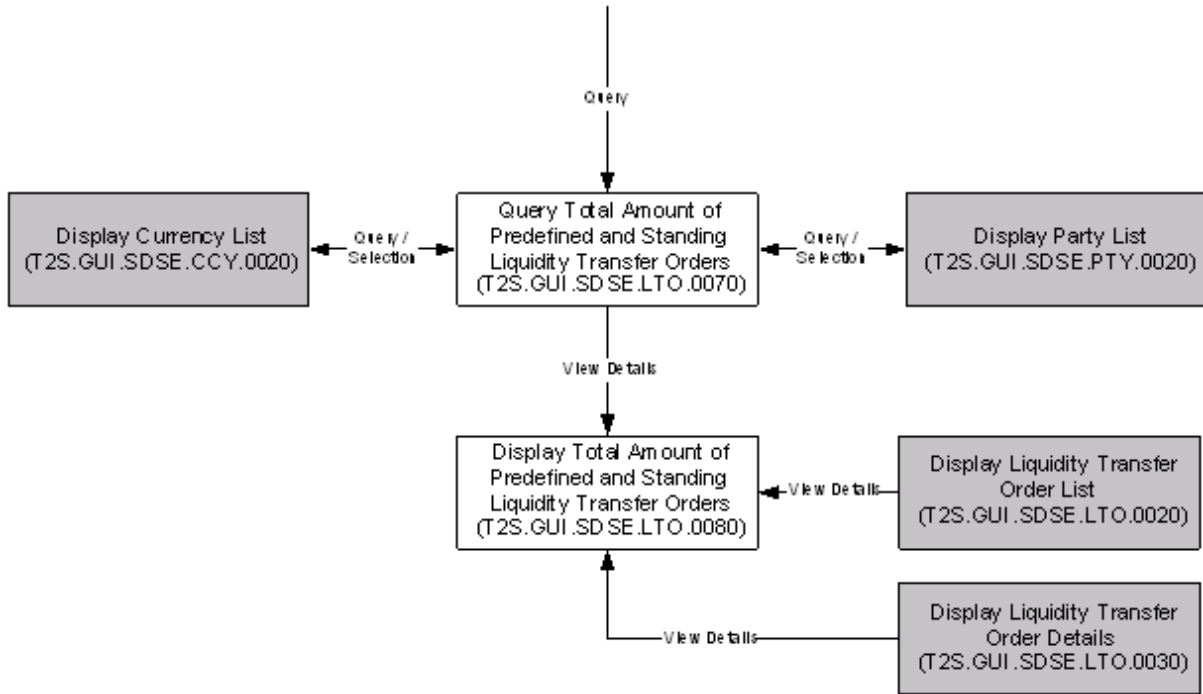 Query
Query Total Amount of
Predefined and Standing
Liquidity Transfer Orders
(T2S.GUI.SDSE.LTO.0070)
Display Currency List
(T2S.GUI.SDSE.CCY.0020)
Query /
Selection
Query /
Selection
Display Party List
(T2S.GUI.SDSE.PTY.0020)
View Details
Display Total Amount of
Predefined and Standing
Liquidity Transfer Orders
(T2S.GUI.SDSE.LTO.0080)
View Details
Display Liquidity Transfer
Order List
(T2S.GUI.SDSE.LTO.0020)
View Details
Display Liquidity Transfer
Order Details
(T2S.GUI.SDSE.LTO.0030)